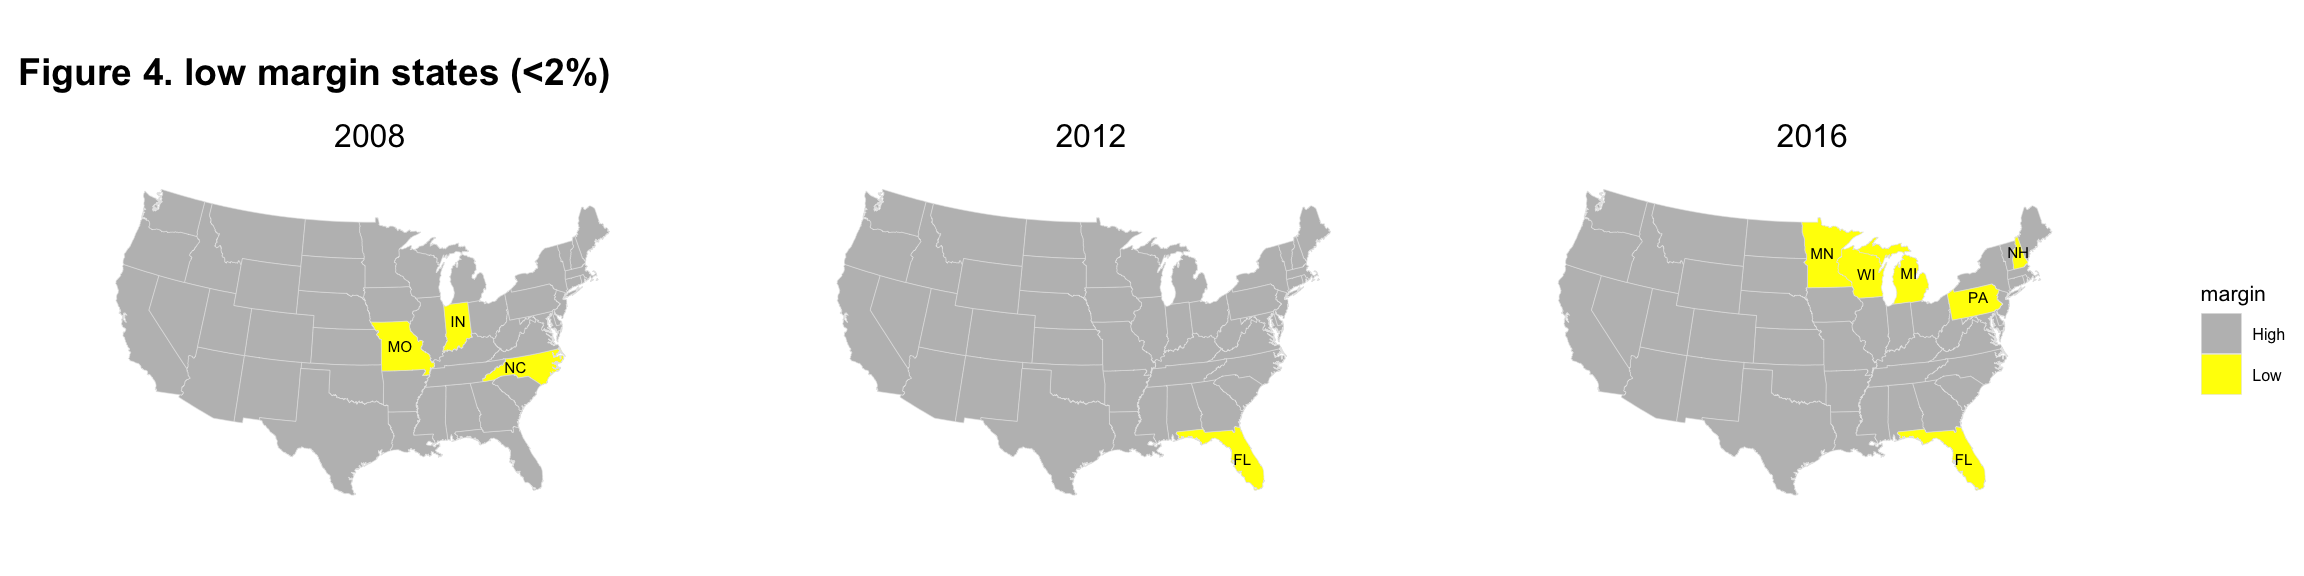 Figure 4. low margin states (<2%)
2008
2012
2016
MO
IN
NC
FL
MN
WI
MI
NH
PA
FL
margin
High
Low